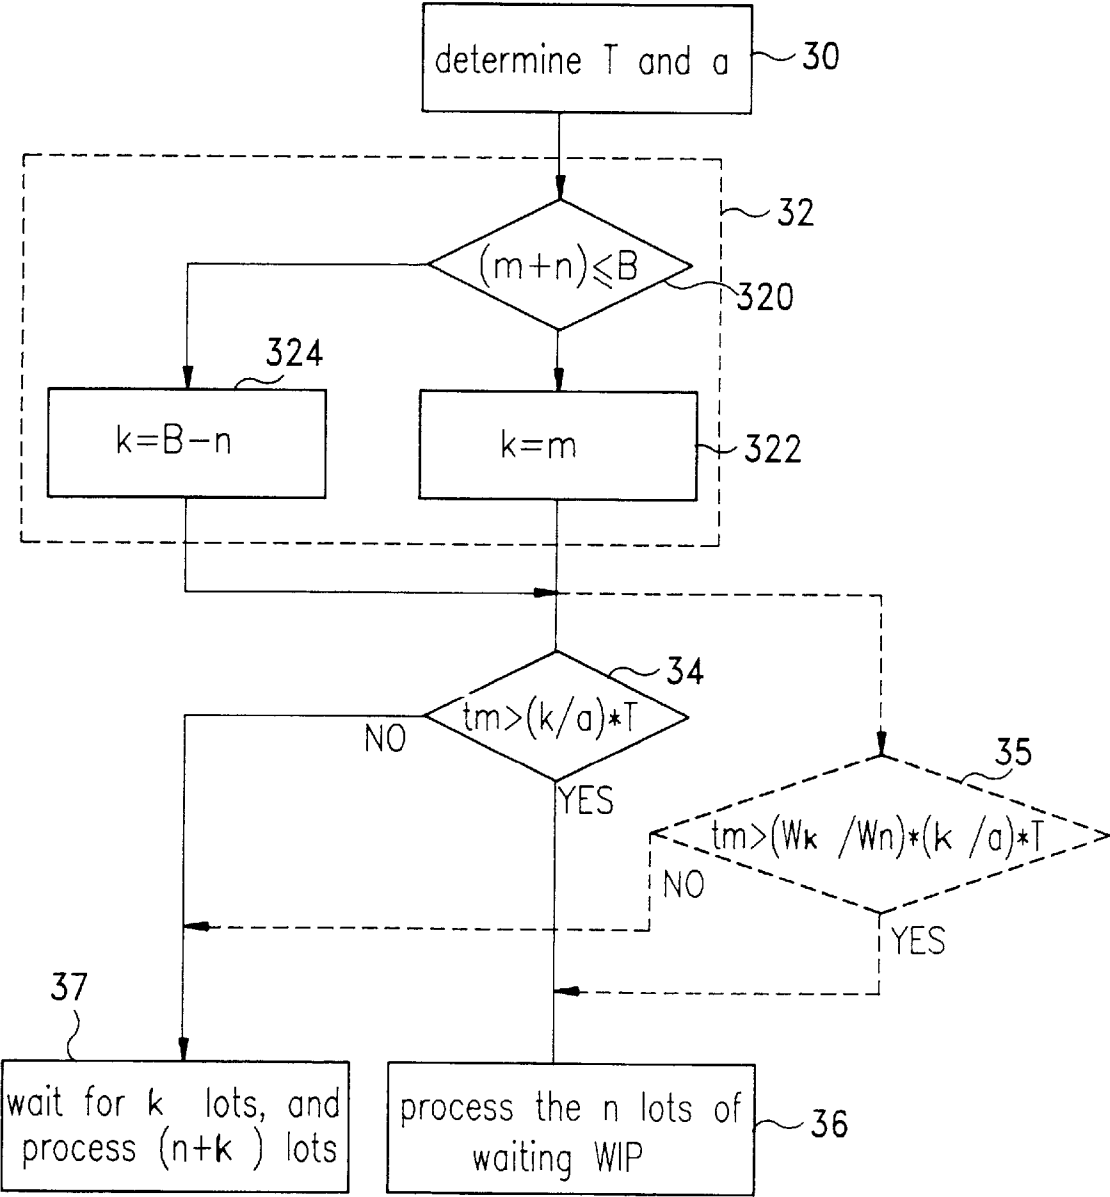 determine T and a
30
32
(m+n)≤B
320
324
k=B-n
k=m
322
34
tm>(k/a)*T
NO
YES
35
tm>(Wk /Wn)*(k /a)*T
NO
YES
37
wait for k lots, and
process (n+k ) lots
process the n lots of
waiting WIP
36